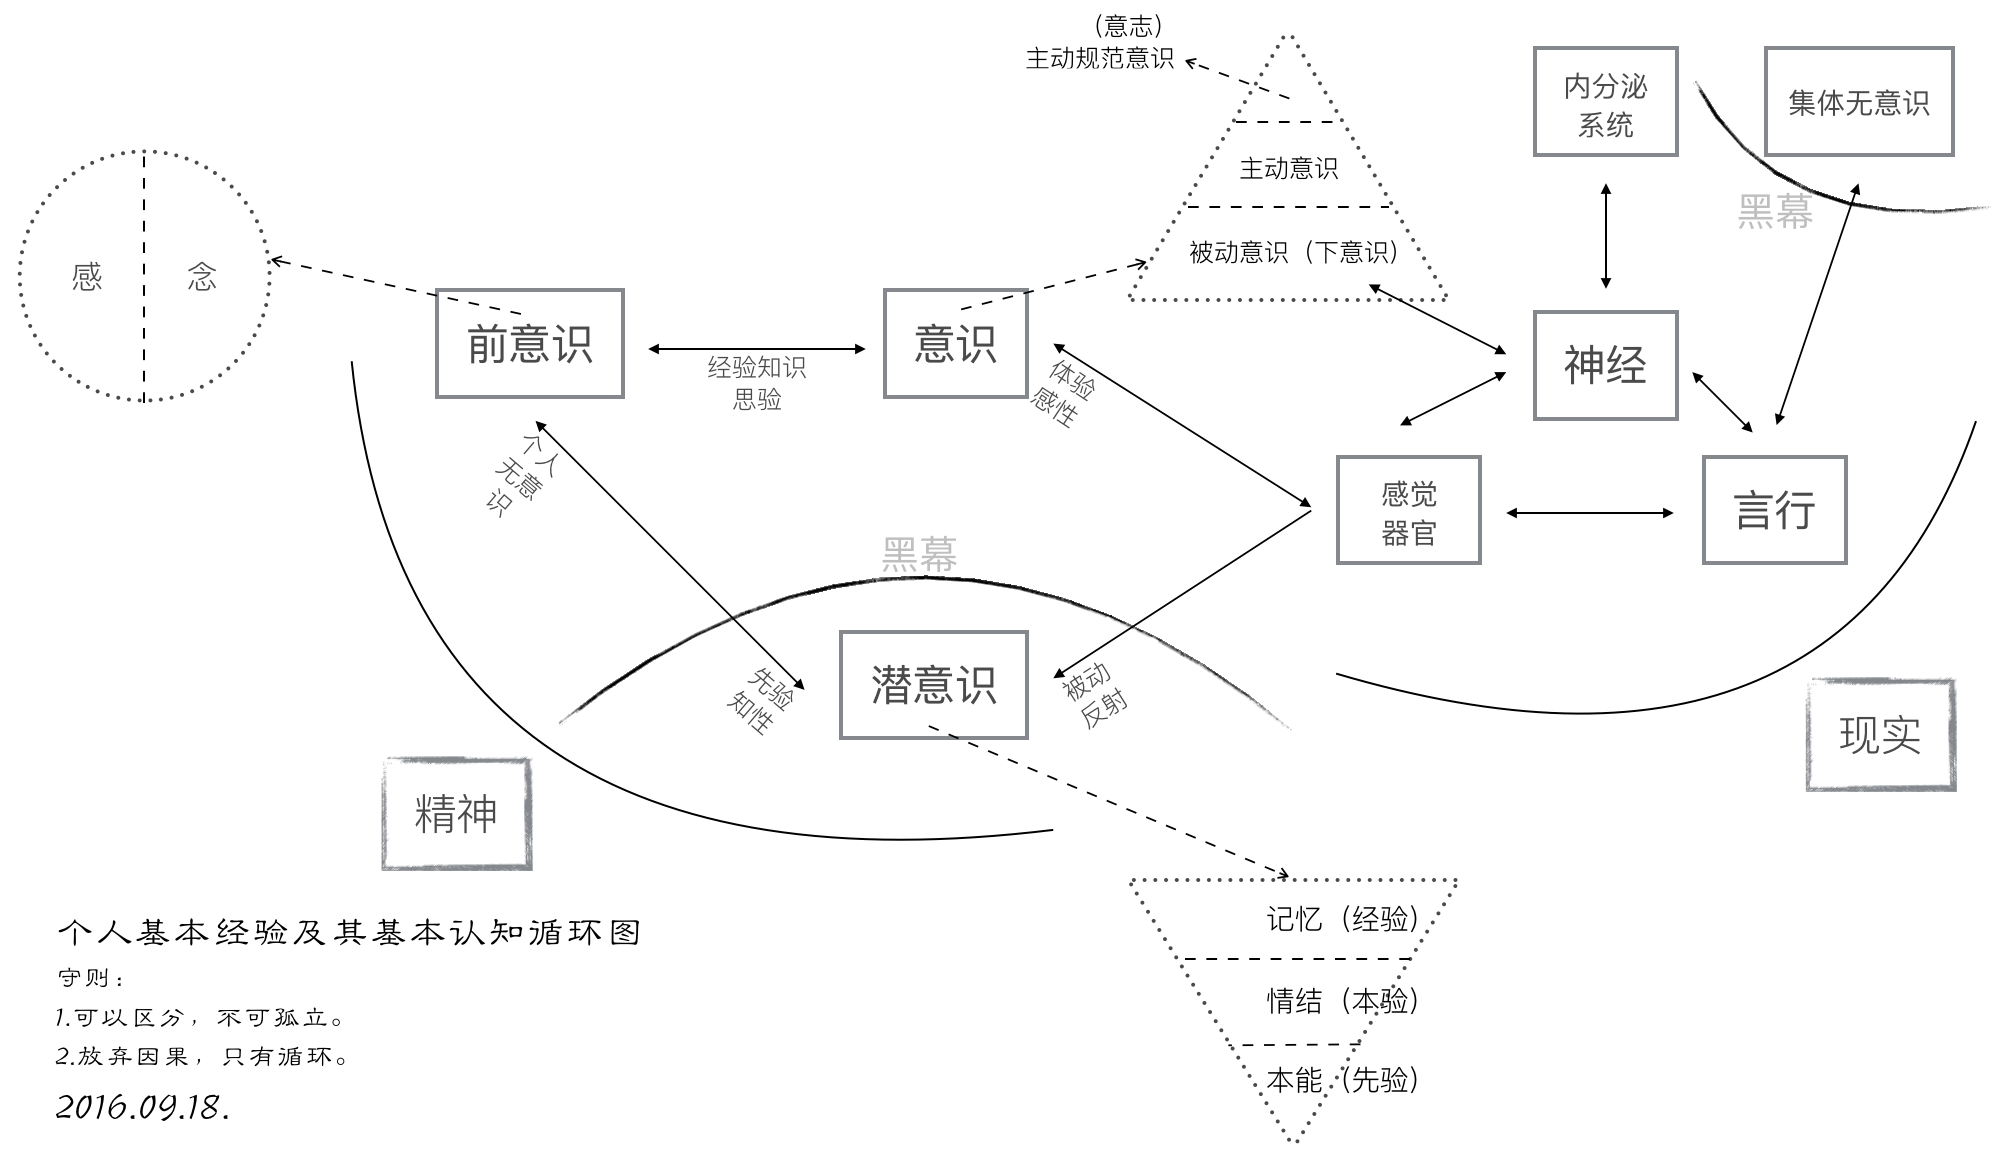 （意志）
主动规范意识
主动意识
被动意识（下意识）
内分泌
系统
集体无意识
黑幕
感
念
前意识
经验知识
思验
意识
体验
感性
神经
个人
无意
识
感觉
器官
言行
黑幕
先验
知性
潜意识
被动
反射
精神
现实
记忆（经验）
情结（本验）
本能（先验）
个人基本经验及其基本认知循环图
守则：
1.可以区分，不可孤立。
2.放弃因果，只有循环。
2016.09.18.